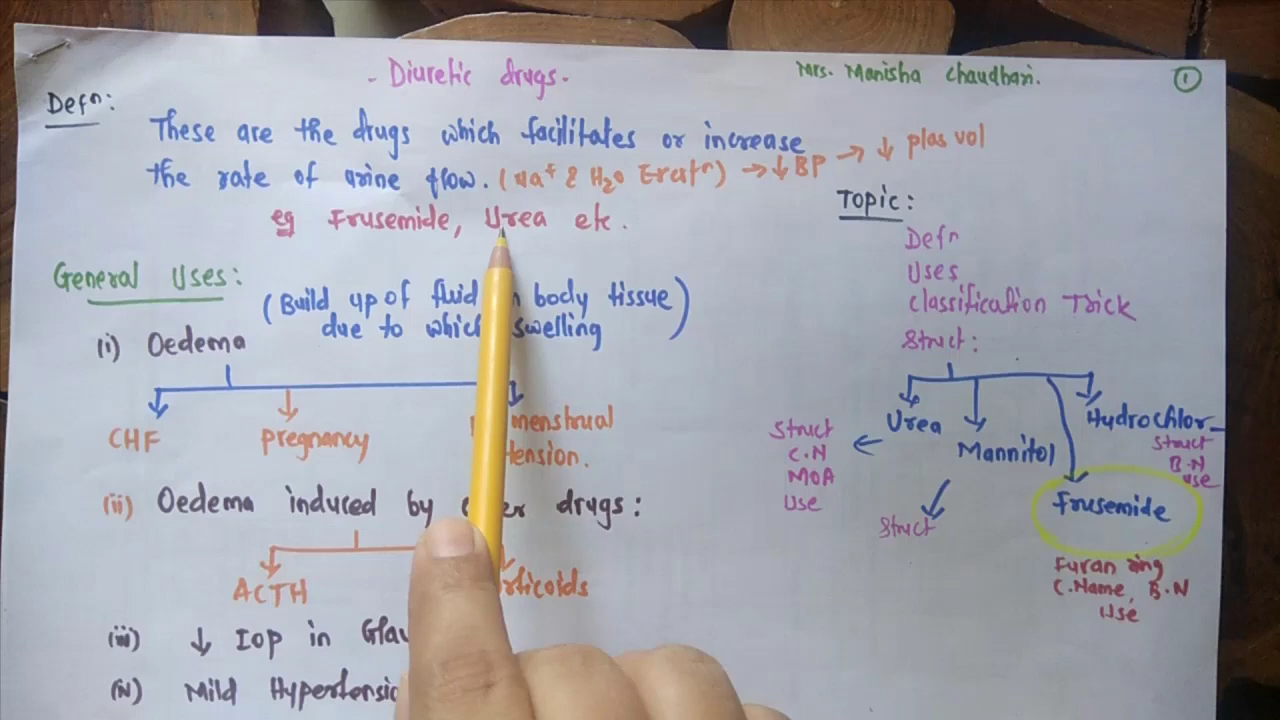 - Diuretic drugs.
Mrs. Manisha Chaudhari.
1
Defn:
These are the drugs which facilitates or increase
the rate of urine flow. (Na+ & H2O Excretn) → ↓ BP → ↓ plas vol
eg Frusemide, Urea etc.
General Uses:
(Build up of fluid body tissue)
due to which swelling
(i) Oedema
CHF
pregnancy
menstrual
tension.
(ii) Oedema induced by drugs:
ACTH
(iii) ↓ IOP in
(iv) Mild
Topic:
Defn
Uses
classification Trick
Struct:
Urea
Mannitol
Frusemide
Hydrochlor
Struct
C.N
MOA
Use
Struct
Struct
B.N
use
Furan ring
C.Name, B.N
Use